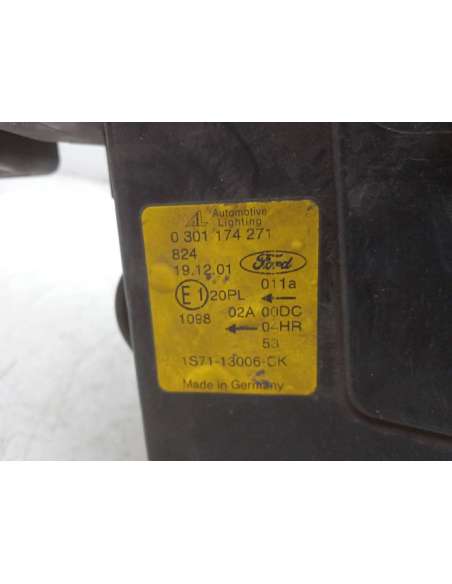 AL Automotive
Lighting
0 301 174 271
824
19.12.01 Ford
E1 20PL 011a
1098 02A 00DC
04HR
53
1S71-13006-CK
Made in Germany